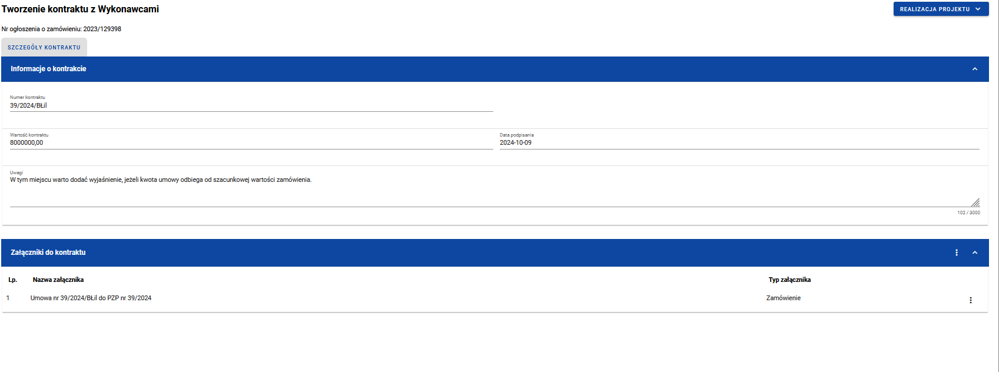 Tworzenie kontraktu z Wykonawcami
REALIZACJA PROJEKTU
Nr ogłoszenia o zamówieniu: 2023/129398
SZCZEGÓŁY KONTRAKTU
Informacje o kontrakcie
Numer kontraktu
39/2024/BŁil
Wartość kontraktu
8000000,00
Data podpisania
2024-10-09
Uwagi
W tym miejscu warto dodać wyjaśnienie, jeżeli kwota umowy odbiega od szacunkowej wartości zamówienia.
102 / 3000
Załączniki do kontraktu
Lp. Nazwa załącznika Typ załącznika
1 Umowa nr 39/2024/BŁil do PZP nr 39/2024 Zamówienie